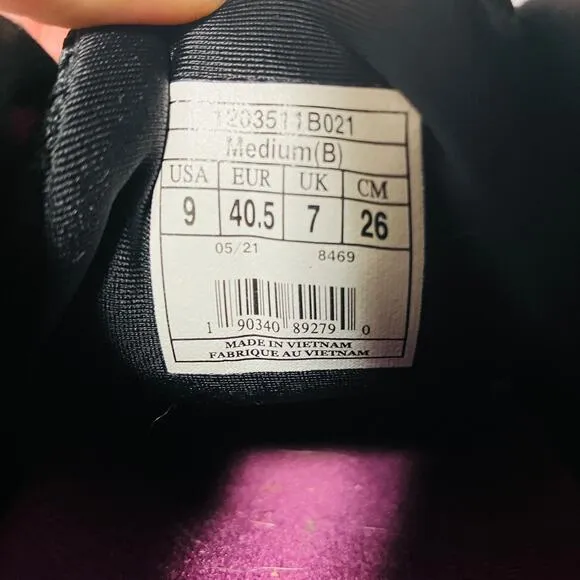 1203511B021
Medium(B)
USA EUR UK CM
9 40.5 7 26
05/21 8469
1 90340 89279 0
MADE IN VIETNAM
FABRIQUE AU VIETNAM